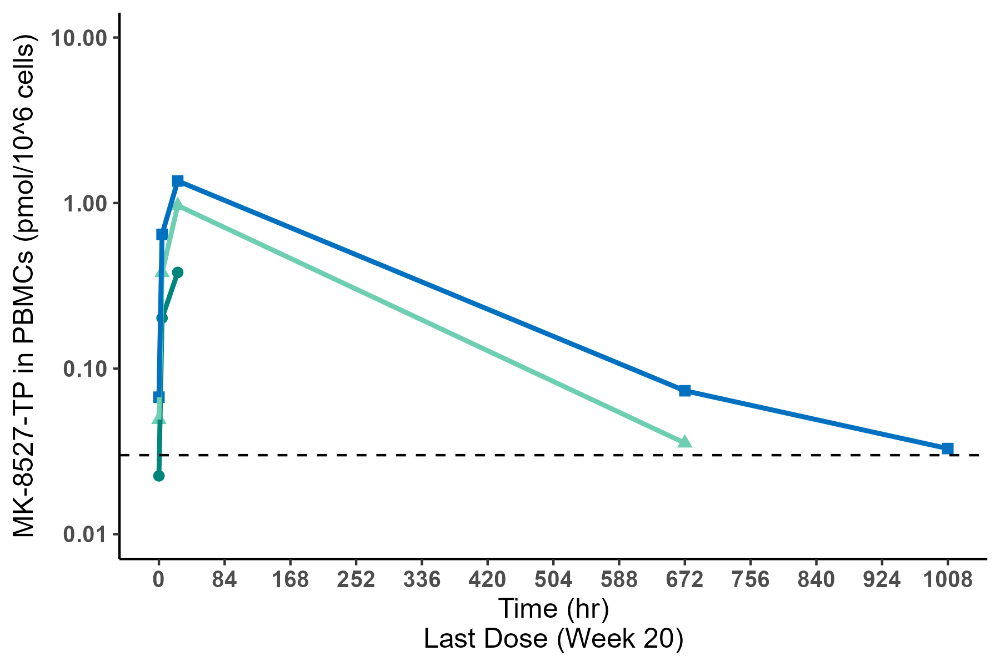 MK-8527-TP in PBMCs (pmol/10^6 cells)
10.00
1.00
0.10
0.01
0 84 168 252 336 420 504 588 672 756 840 924 1008
Time (hr)
Last Dose (Week 20)